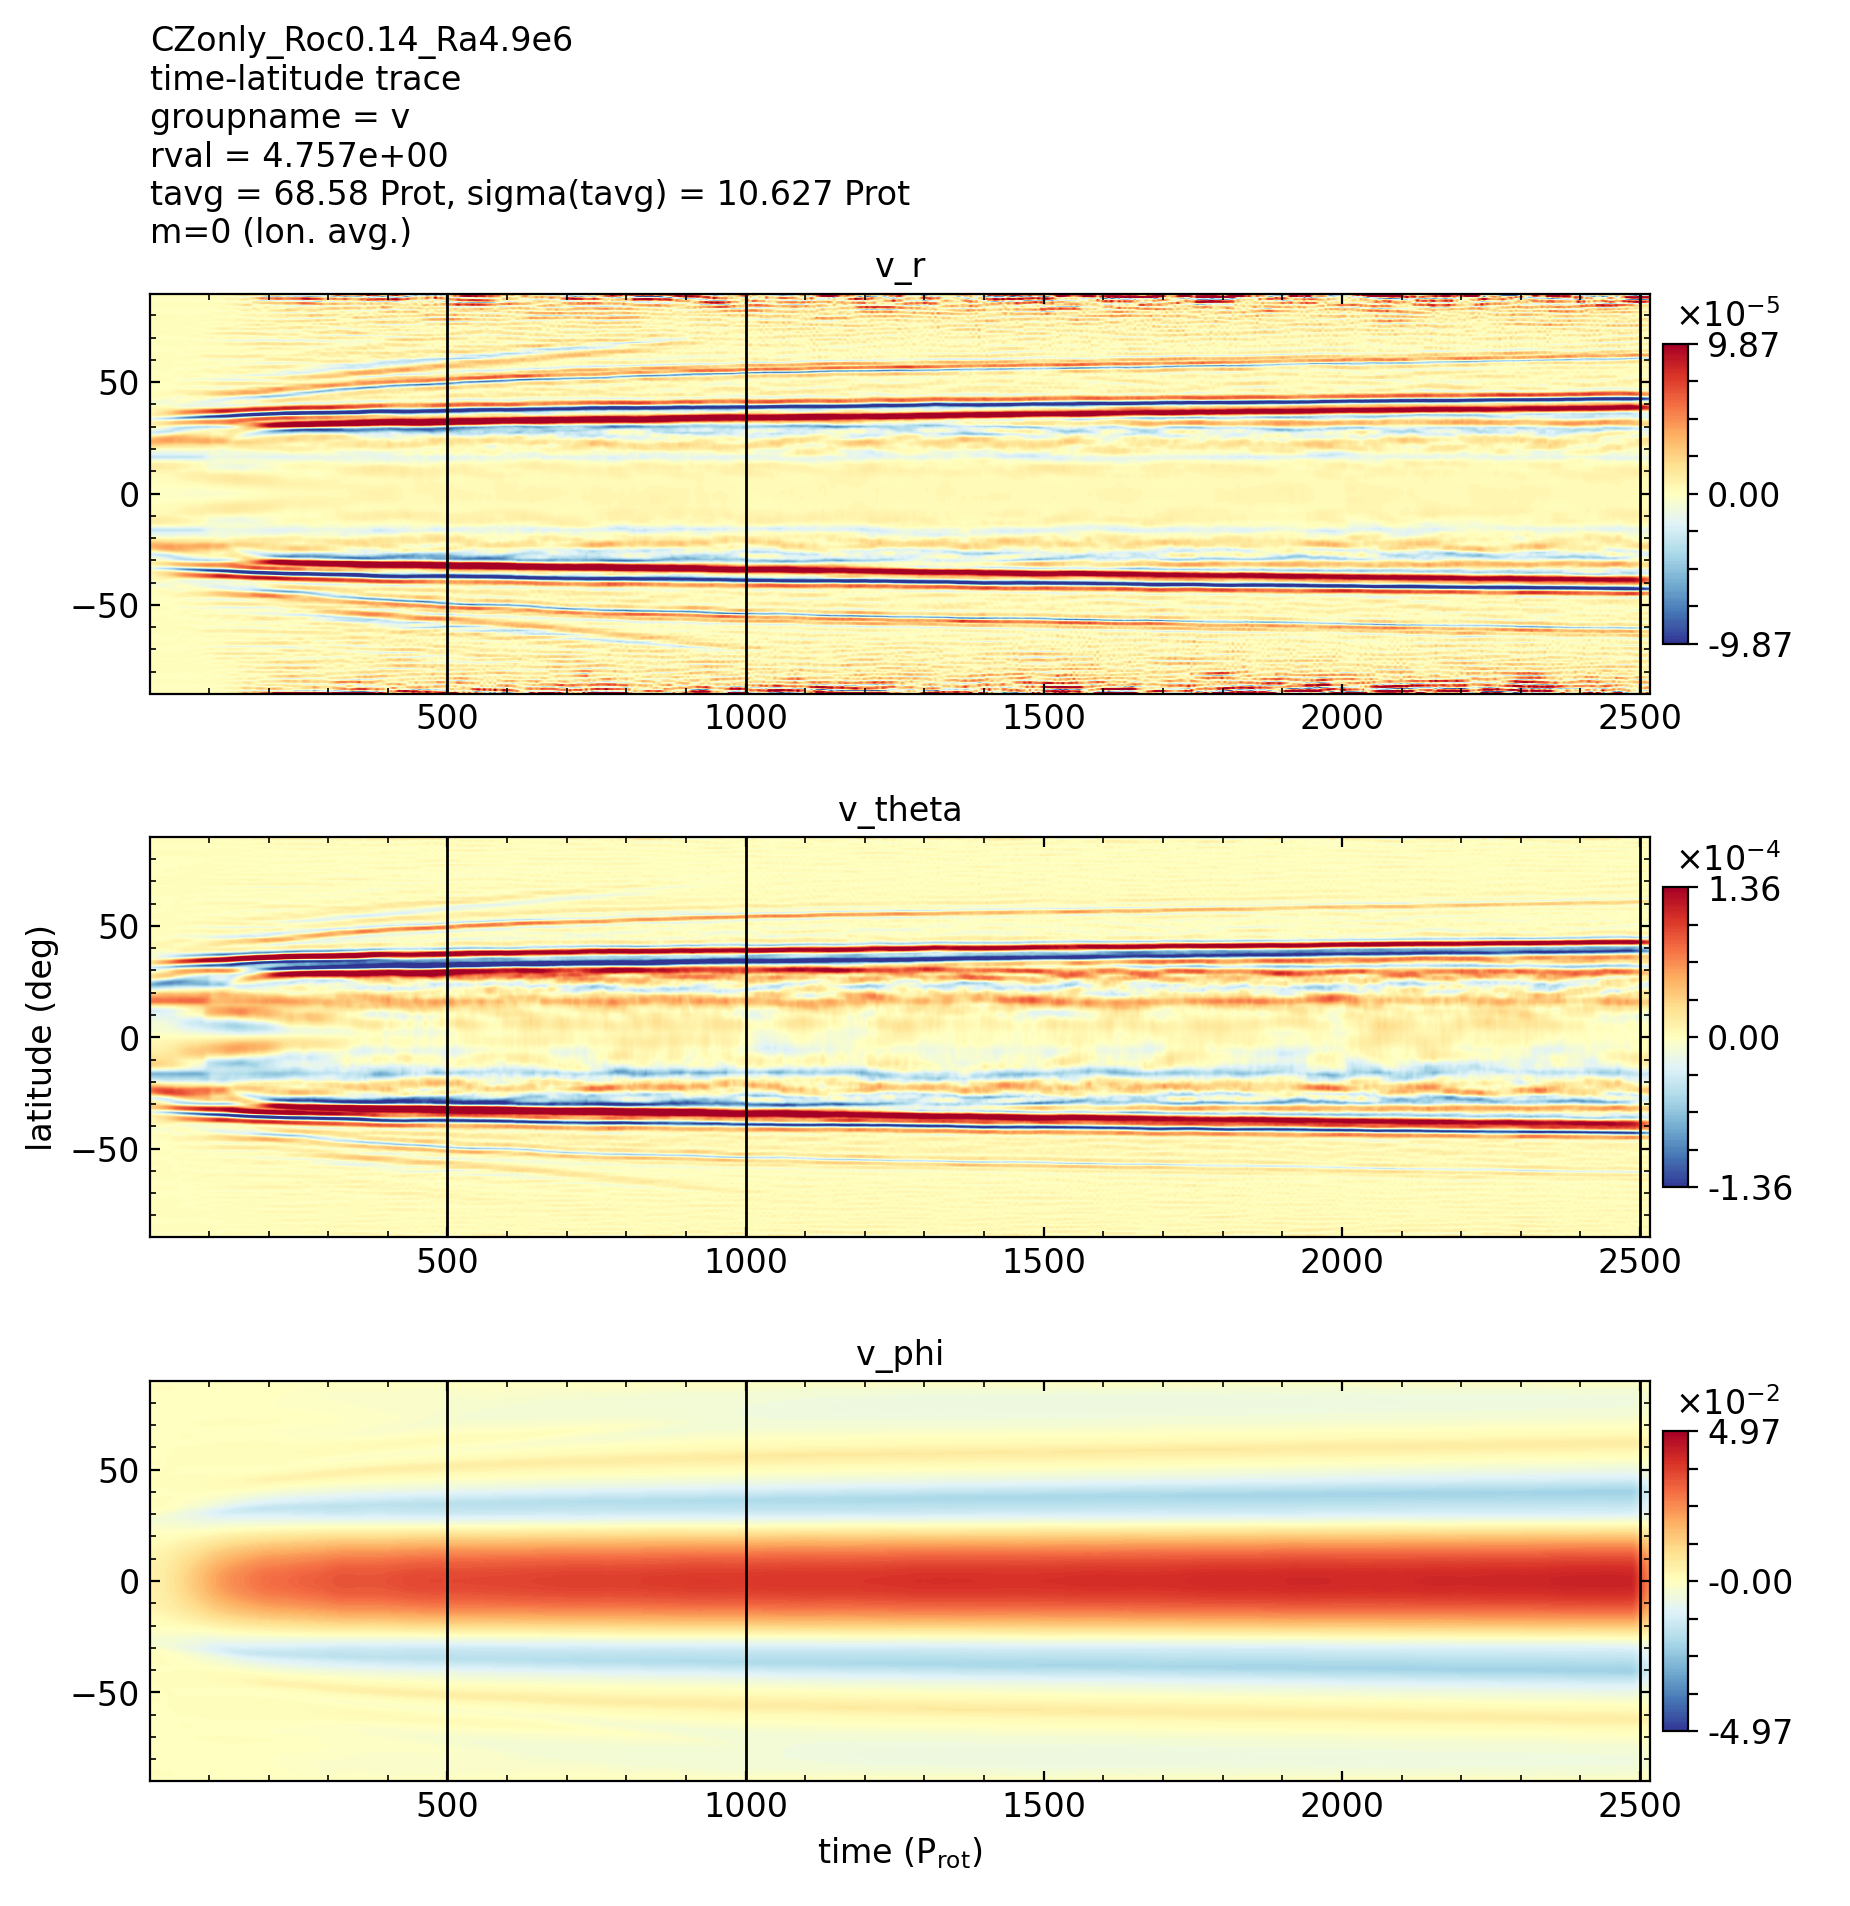 CZonly_Roc0.14_Ra4.9e6
time-latitude trace
groupname = v
rval = 4.757e+00
tavg = 68.58 Prot, sigma(tavg) = 10.627 Prot
m=0 (lon. avg.)
v_r
×10⁻⁵
9.87
0.00
-9.87
50
0
−50
500 1000 1500 2000 2500
v_theta
×10⁻⁴
1.36
0.00
-1.36
latitude (deg)
50
0
−50
500 1000 1500 2000 2500
v_phi
×10⁻²
4.97
-0.00
-4.97
50
0
−50
500 1000 1500 2000 2500
time (P_rot)